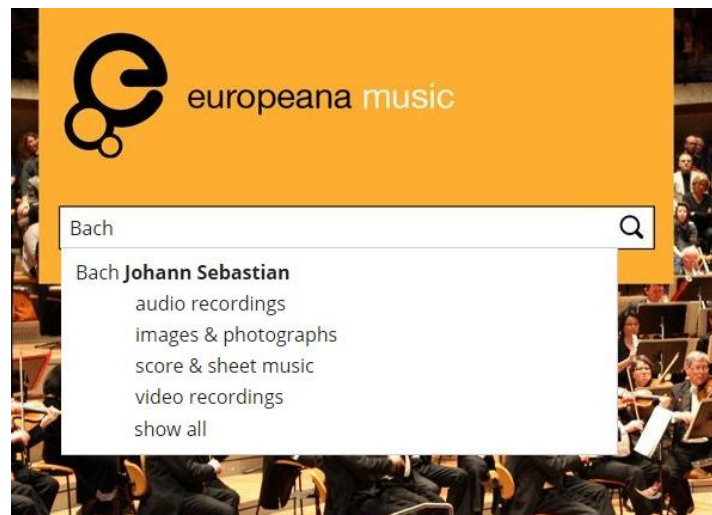 europeana music
Bach
Bach Johann Sebastian
audio recordings
images & photographs
score & sheet music
video recordings
show all